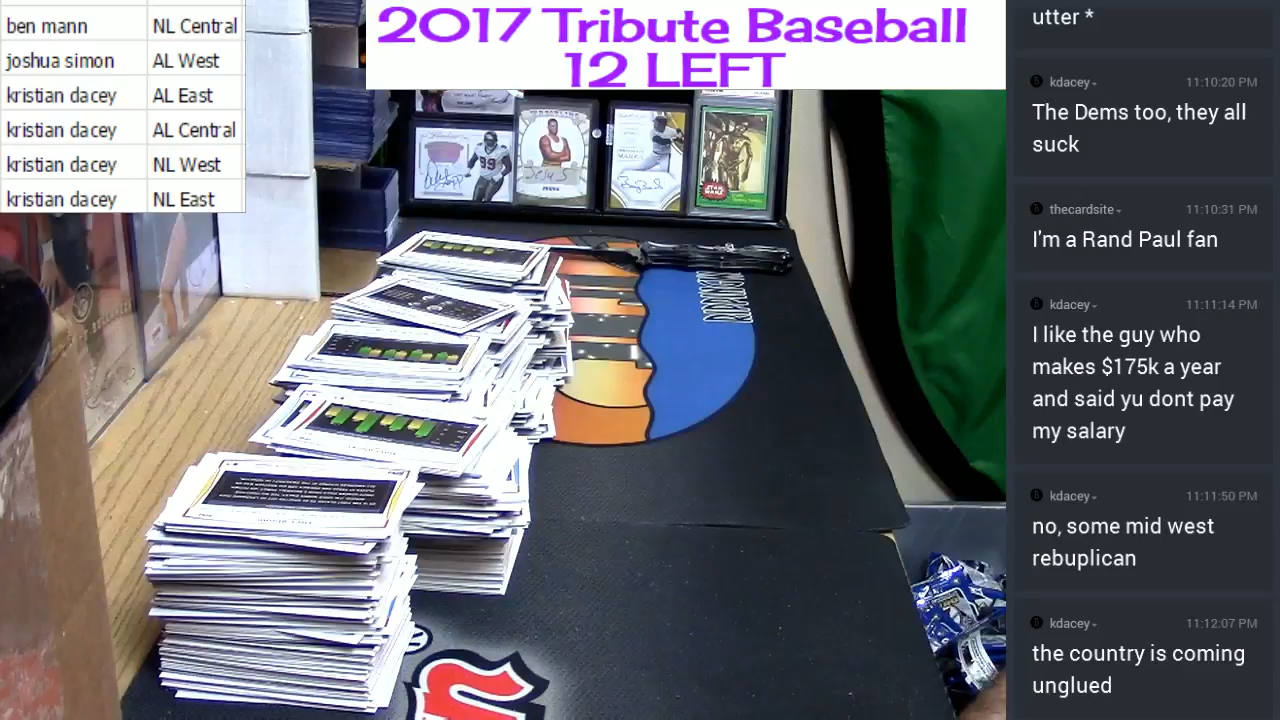 ben mann NL Central
joshua simon AL West
kristian dacey AL East
kristian dacey AL Central
kristian dacey NL West
kristian dacey NL East
2017 Tribute Baseball
12 LEFT
STAR
WARS
utter *
kdacey 11:10:20 PM
The Dems too, they all
suck
thecardsite 11:10:31 PM
I'm a Rand Paul fan
kdacey 11:11:14 PM
I like the guy who
makes $175k a year
and said yu dont pay
my salary
kdacey 11:11:50 PM
no, some mid west
rebuplican
kdacey 11:12:07 PM
the country is coming
unglued